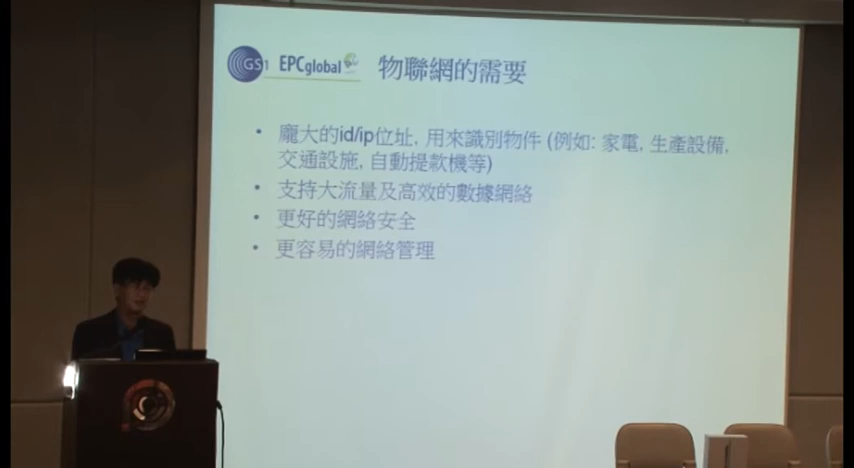 GS1 EPCglobal 物聯網的需要
• 龐大的id/ip位址, 用來識別物件 (例如: 家電, 生產設備,
交通設施, 自動提款機等)
• 支持大流量及高效的數據網絡
• 更好的網絡安全
• 更容易的網絡管理